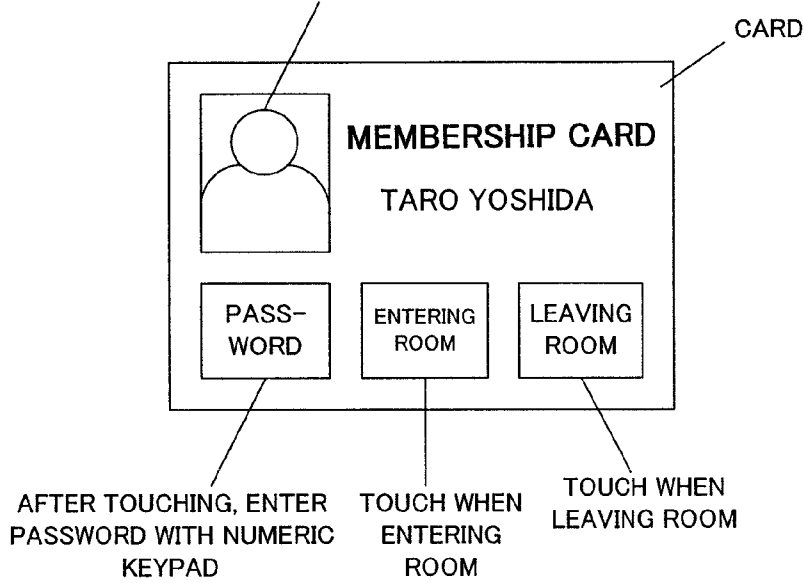 CARD
MEMBERSHIP CARD
TARO YOSHIDA
PASS-
WORD
ENTERING
ROOM
LEAVING
ROOM
AFTER TOUCHING, ENTER
PASSWORD WITH NUMERIC
KEYPAD
TOUCH WHEN
ENTERING
ROOM
TOUCH WHEN
LEAVING ROOM